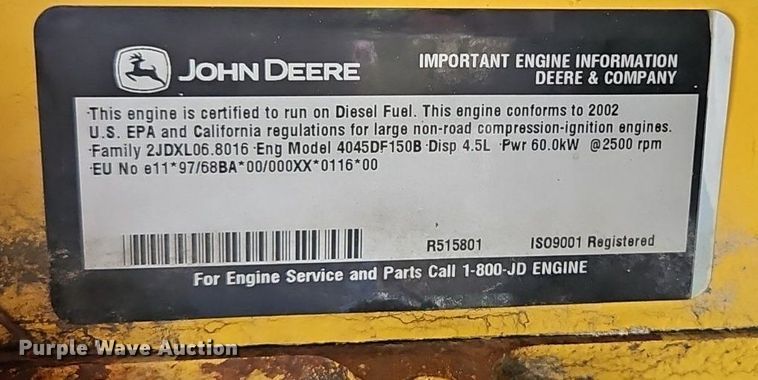 JOHN DEERE
IMPORTANT ENGINE INFORMATION
DEERE & COMPANY
This engine is certified to run on Diesel Fuel. This engine conforms to 2002
U.S. EPA and California regulations for large non-road compression-ignition engines.
Family 2JDXL06.8016 Eng Model 4045DF150B Disp 4.5L Pwr 60.0kW @2500 rpm
EU No e11*97/68BA*00/000XX*0116*00
R515801 ISO9001 Registered
For Engine Service and Parts Call 1-800-JD ENGINE
Purple Wave Auction